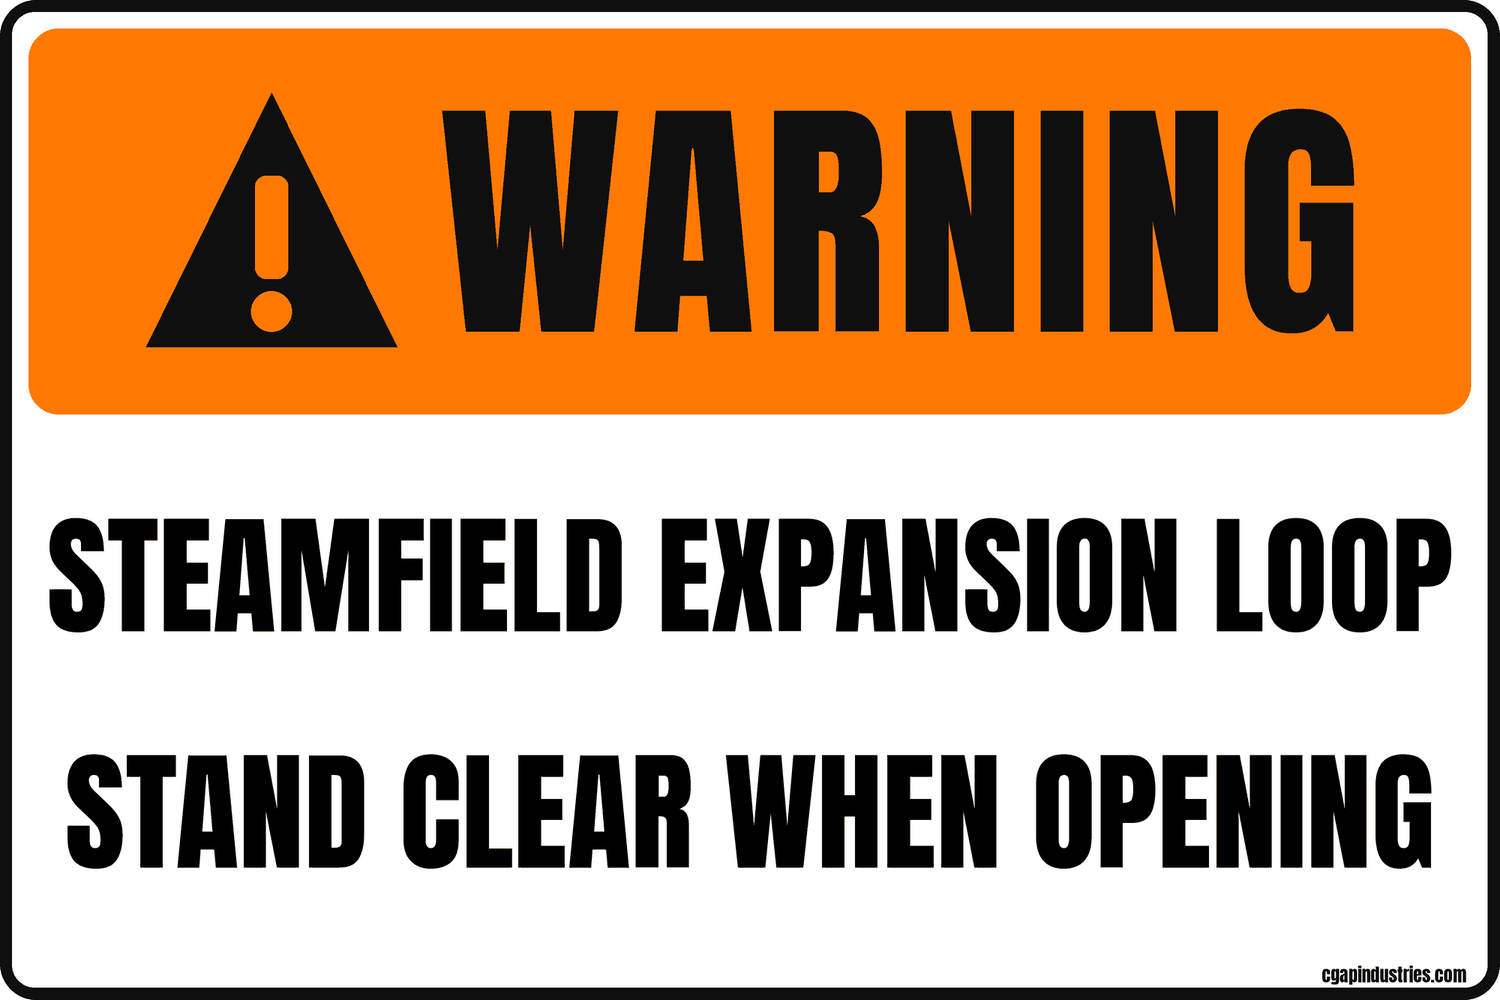 WARNING
STEAMFIELD EXPANSION LOOP
STAND CLEAR WHEN OPENING
cgapindustries.com